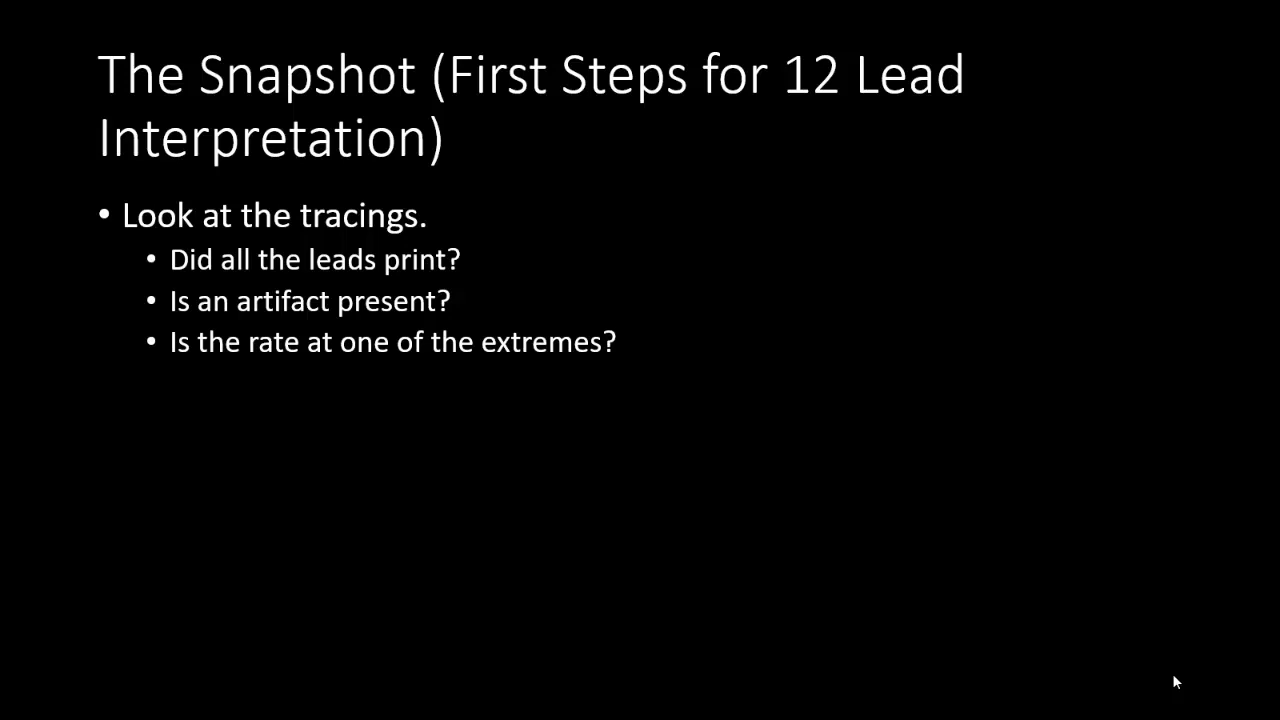 The Snapshot (First Steps for 12 Lead
Interpretation)
• Look at the tracings.
• Did all the leads print?
• Is an artifact present?
• Is the rate at one of the extremes?